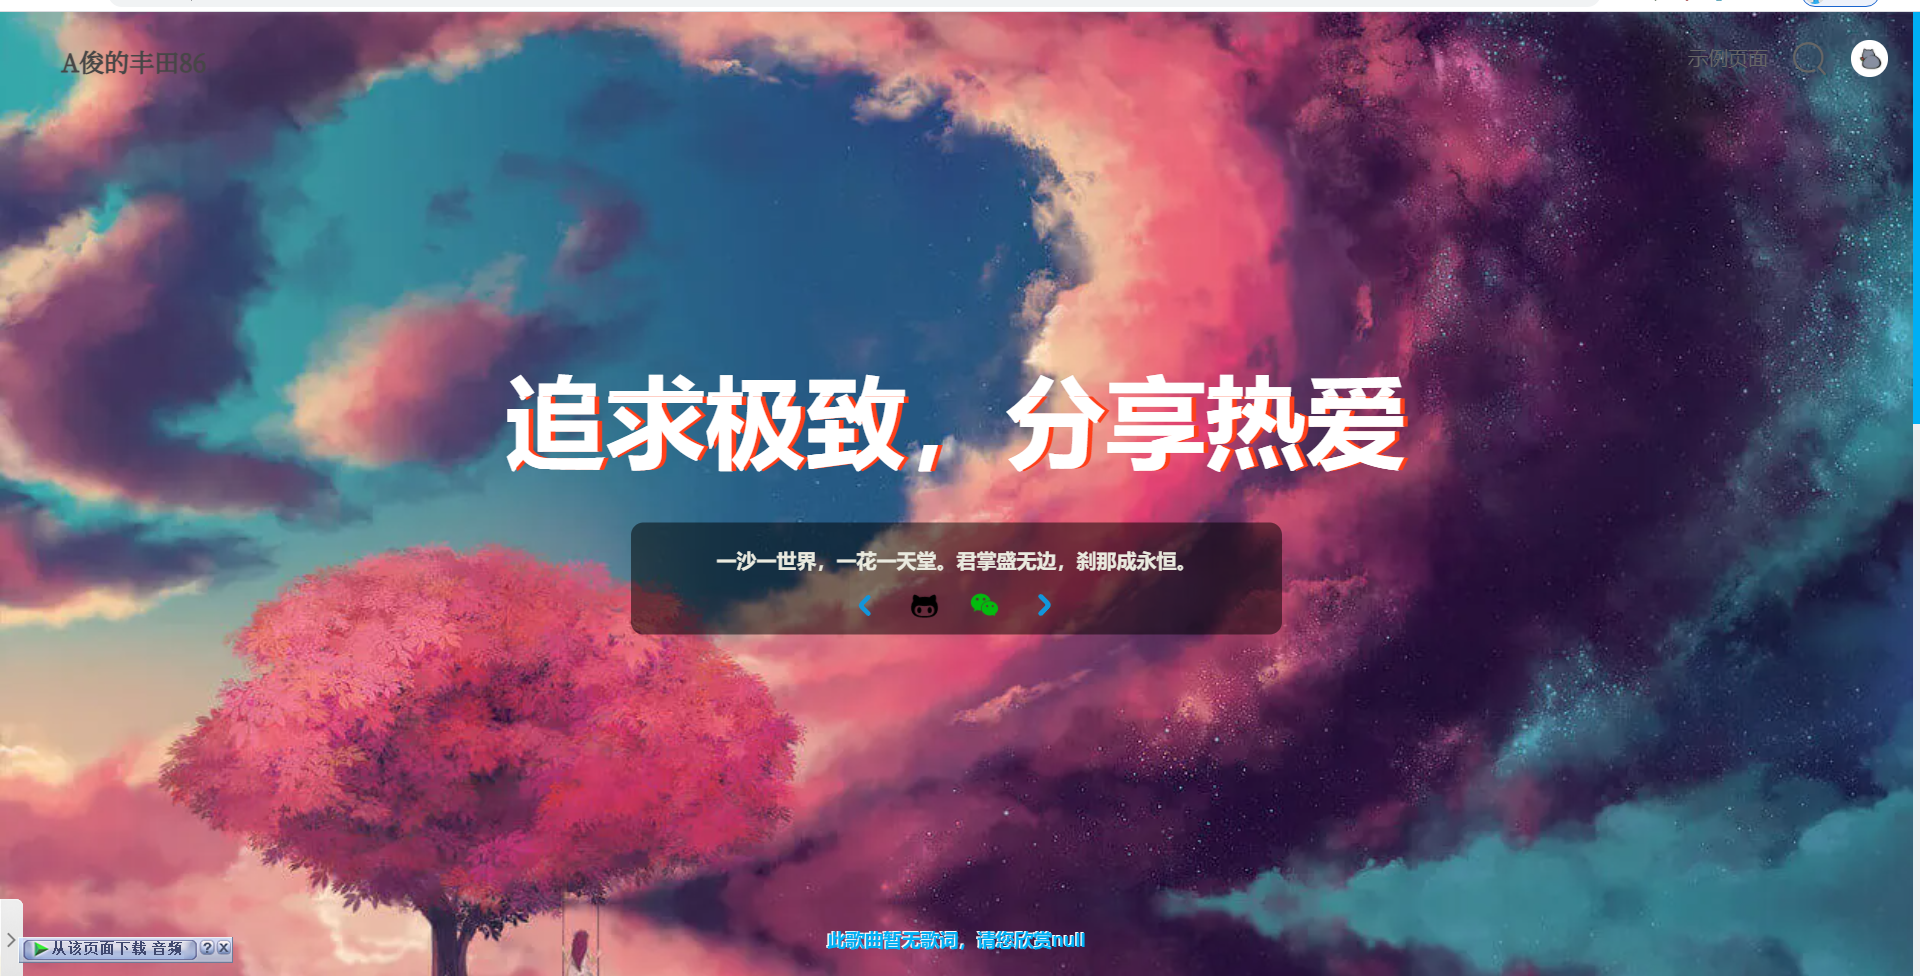 A俊的丰田86
示例页面
追求极致，分享热爱
一沙一世界，一花一天堂。君掌盛无边，刹那成永恒。
此歌曲暂无歌词，请您欣赏null
从该页面下载 音频 ? X